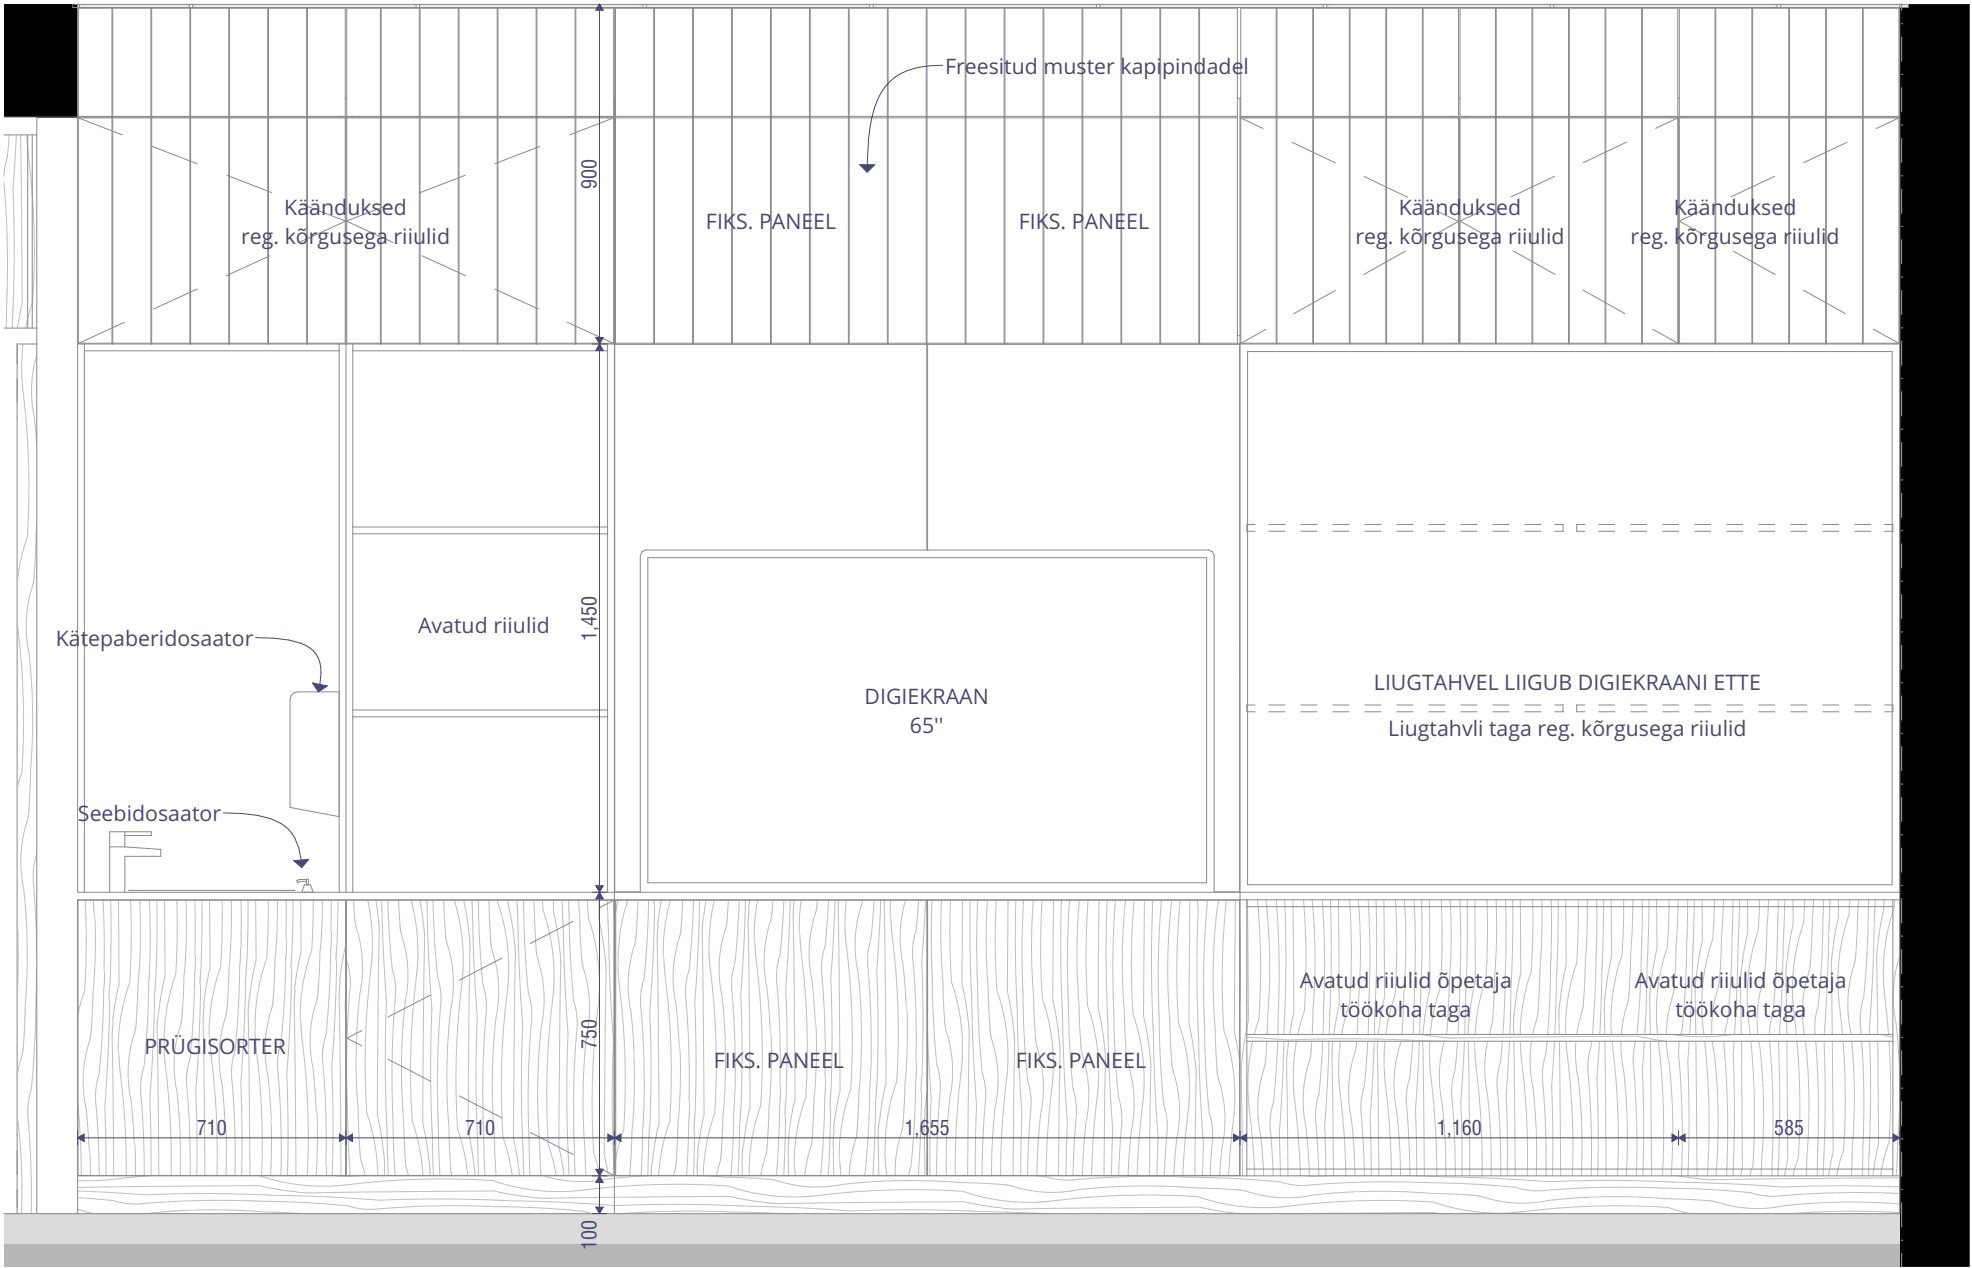 Freesitud muster kapipindadel
900
Käänduksed
reg. kõrgusega riiulid
FIKS. PANEEL
FIKS. PANEEL
Käänduksed
reg. kõrgusega riiulid
Käänduksed
reg. kõrgusega riiulid
Kätepaberidosaator
Avatud riiulid
1,450
DIGIEKRAAN
65"
LIUGTAHVEL LIIGUB DIGIEKRAANI ETTE
Liugtahvli taga reg. kõrgusega riiulid
Seebidosaator
Avatud riiulid õpetaja
töökoha taga
Avatud riiulid õpetaja
töökoha taga
PRÜGISORTER
750
FIKS. PANEEL
FIKS. PANEEL
710
710
1,655
1,160
585
100